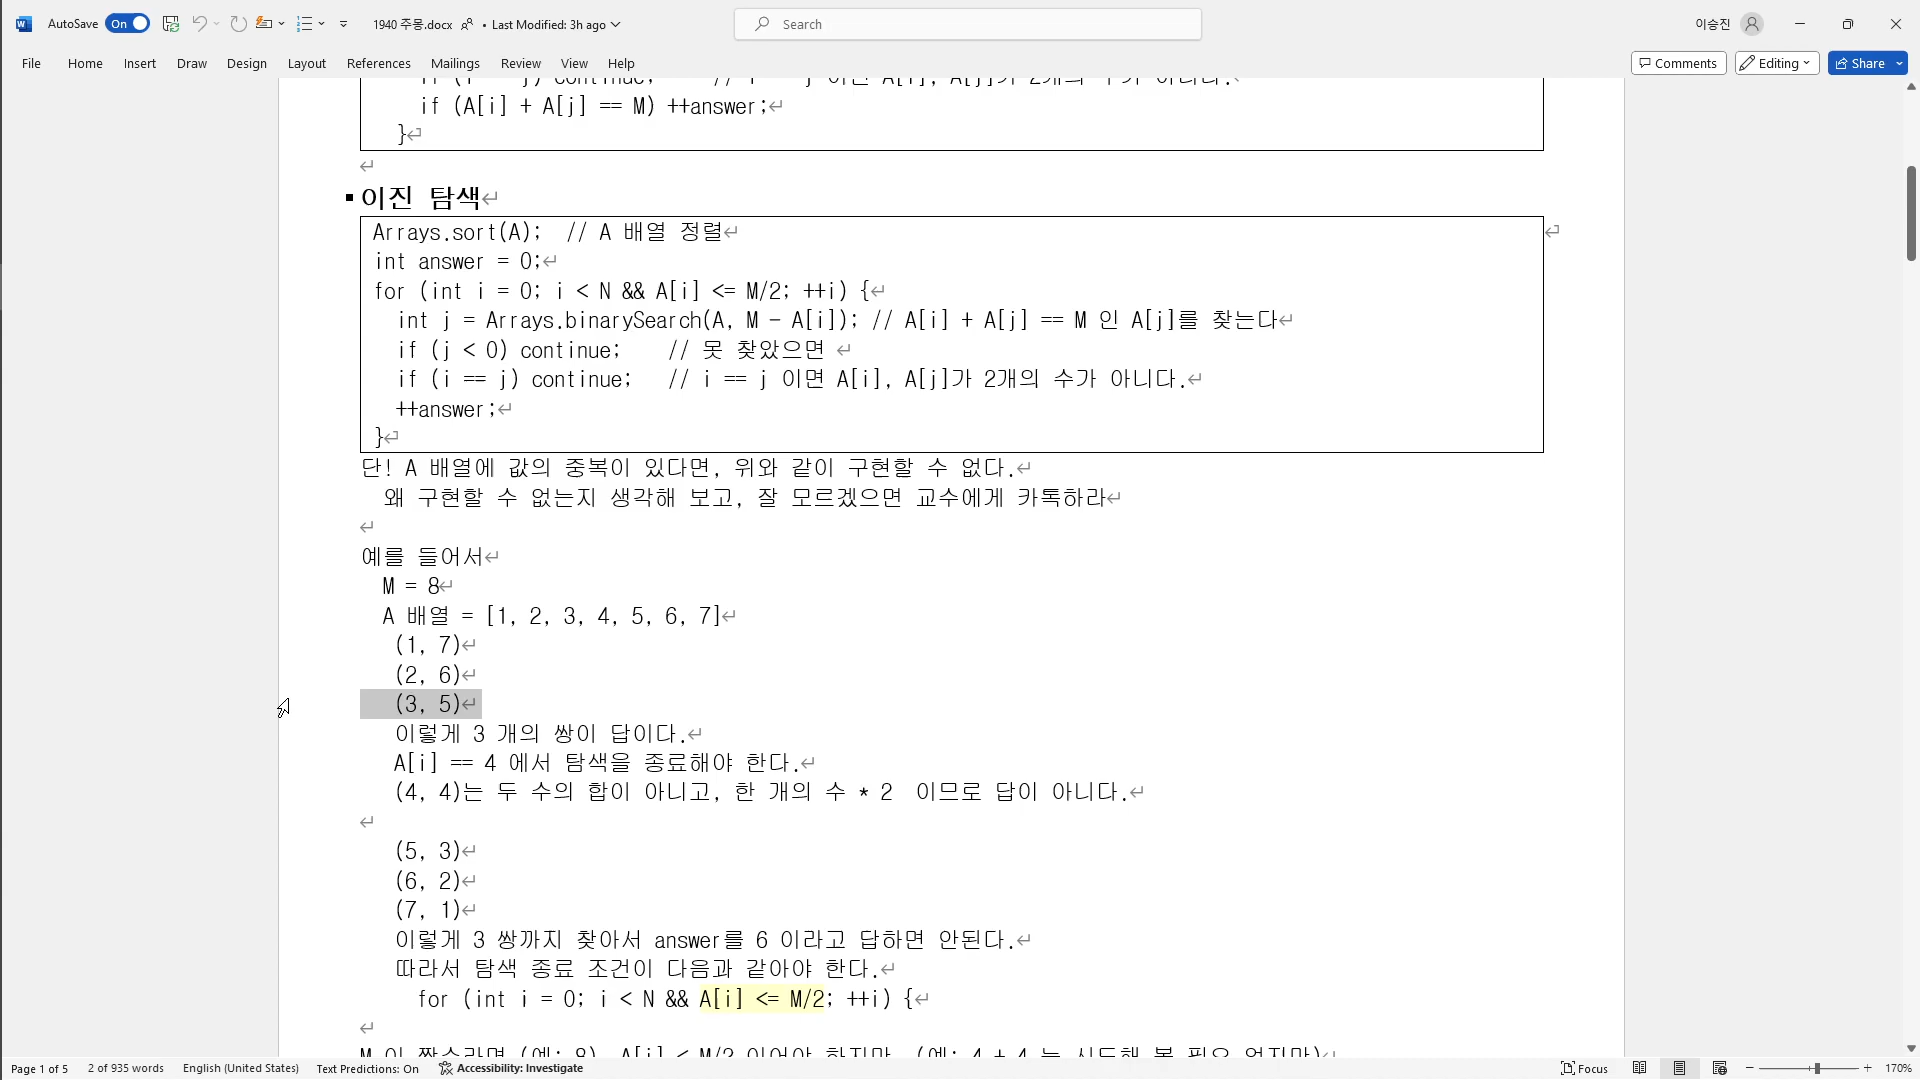 AutoSave On 1940 주몽.docx • Last Modified: 3h ago Search 이승진
File Home Insert Draw Design Layout References Mailings Review View Help Comments Editing Share
if (A[i] + A[j] == M) ++answer;↵
}↵
↵
▪이진 탐색↵
Arrays.sort(A);  // A 배열 정렬↵
int answer = 0;↵
for (int i = 0; i < N && A[i] <= M/2; ++i) {↵
int j = Arrays.binarySearch(A, M - A[i]); // A[i] + A[j] == M 인 A[j]를 찾는다↵
if (j < 0) continue;    // 못 찾았으면 ↵
if (i == j) continue;   // i == j 이면 A[i], A[j]가 2개의 수가 아니다.↵
++answer;↵
}↵
단! A 배열에 값의 중복이 있다면, 위와 같이 구현할 수 없다.↵
왜 구현할 수 없는지 생각해 보고, 잘 모르겠으면 교수에게 카톡하라↵
↵
예를 들어서↵
M = 8↵
A 배열 = [1, 2, 3, 4, 5, 6, 7]↵
(1, 7)↵
(2, 6)↵
(3, 5)↵
이렇게 3 개의 쌍이 답이다.↵
A[i] == 4 에서 탐색을 종료해야 한다.↵
(4, 4)는 두 수의 합이 아니고, 한 개의 수 * 2  이므로 답이 아니다.↵
↵
(5, 3)↵
(6, 2)↵
(7, 1)↵
이렇게 3 쌍까지 찾아서 answer를 6 이라고 답하면 안된다.↵
따라서 탐색 종료 조건이 다음과 같아야 한다.↵
for (int i = 0; i < N && A[i] <= M/2; ++i) {↵
↵
Page 1 of 5 2 of 935 words English (United States) Text Predictions: On Accessibility: Investigate Focus 170%